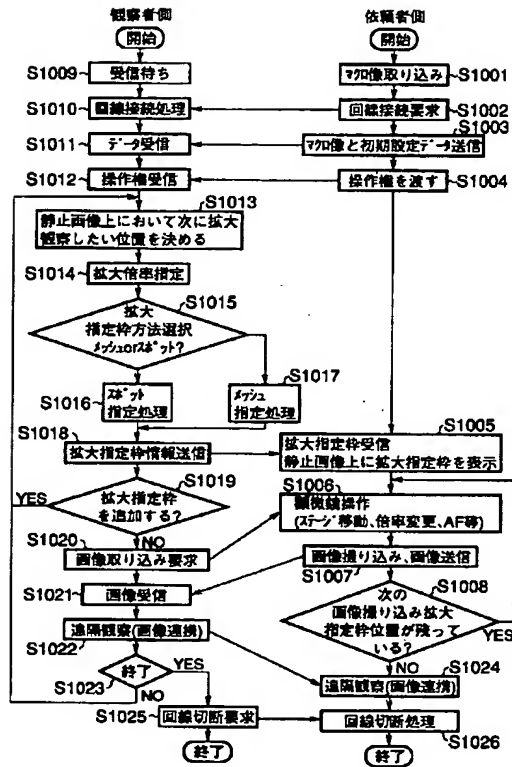 観察者側
依頼者側
開始
開始
S1009
受信待ち
マクロ像取り込み
S1001
S1010
回線接続処理
回線接続要求
S1002
S1003
S1011
データ受信
マクロ像と初期設定データ送信
S1012
操作権受信
操作権を渡す
S1004
S1013
静止画像上において次に拡大
観察したい位置を決める
S1014
拡大倍率指定
S1015
拡大
指定枠方法選択
メッシュorスポット?
S1016
スポット
指定処理
メッシュ
指定処理
S1017
S1018
拡大指定枠情報送信
S1005
拡大指定枠受信
静止画像上に拡大指定枠を表示
S1019
YES
拡大指定枠
を追加する?
NO
S1006
顕微鏡操作
(ステージ移動、倍率変更、AF等)
S1020
画像取り込み要求
画像撮り込み、画像送信
S1007
S1021
画像受信
S1008
次の
画像撮り込み拡大
指定枠位置が残って
いる?
YES
NO
S1022
遠隔観察(画像連携)
S1024
遠隔観察(画像連携)
S1023
終了
YES
NO
S1025
回線切断要求
回線切断処理
S1026
終了
終了